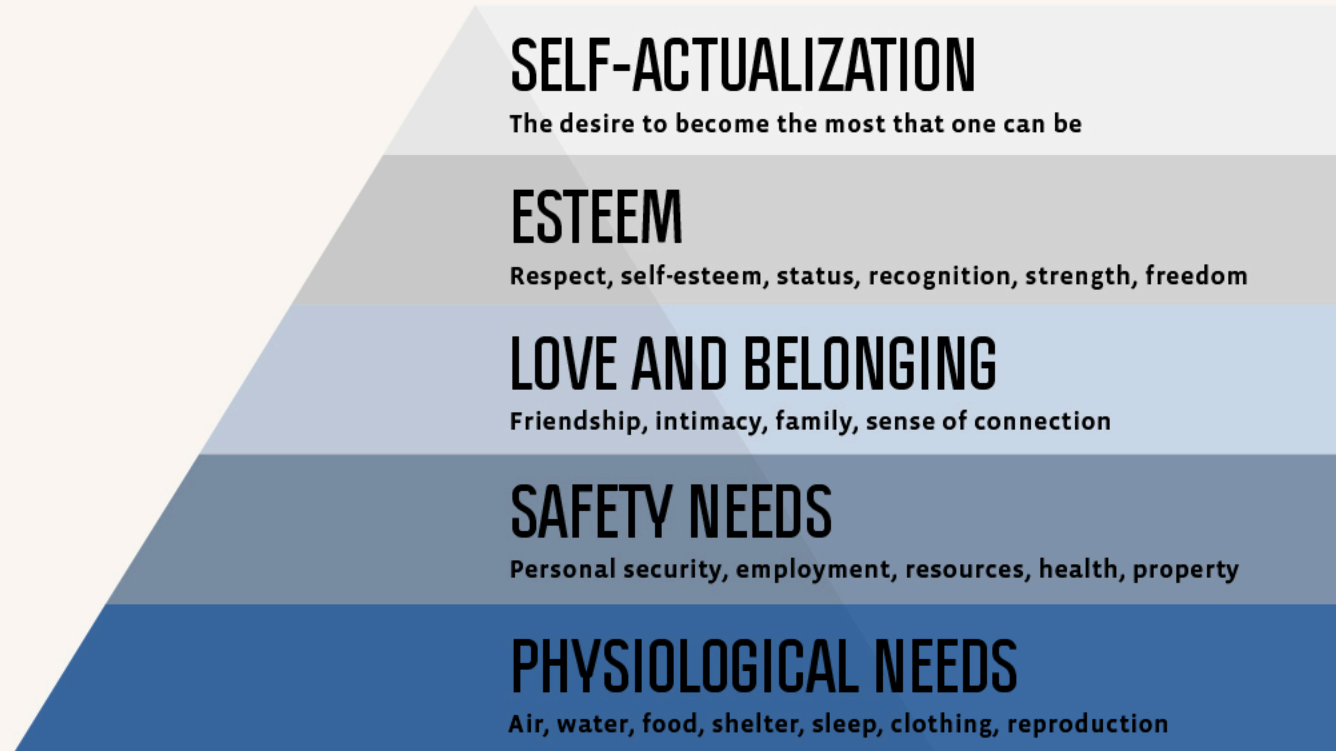 SELF-ACTUALIZATION
The desire to become the most that one can be
ESTEEM
Respect, self-esteem, status, recognition, strength, freedom
LOVE AND BELONGING
Friendship, intimacy, family, sense of connection
SAFETY NEEDS
Personal security, employment, resources, health, property
PHYSIOLOGICAL NEEDS
Air, water, food, shelter, sleep, clothing, reproduction